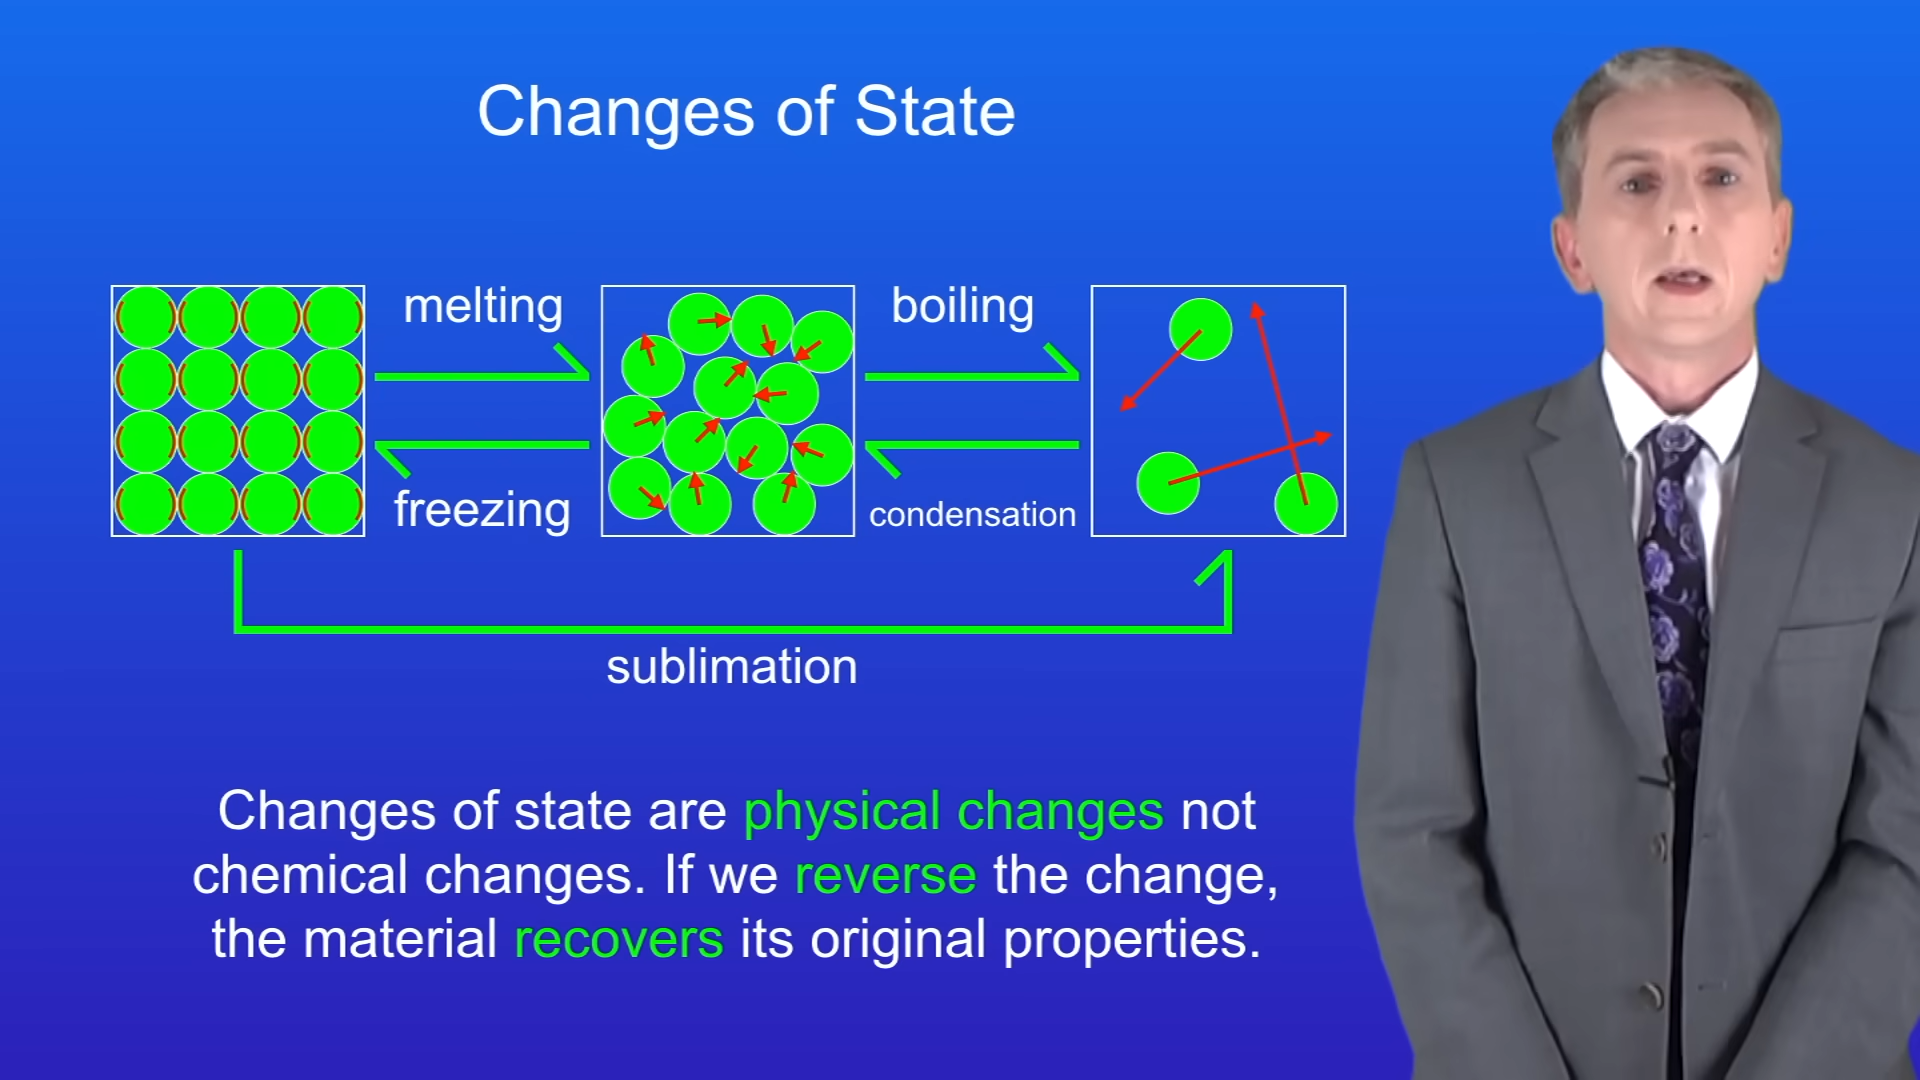 Changes of State
melting
boiling
freezing
condensation
sublimation
Changes of state are physical changes not
chemical changes. If we reverse the change,
the material recovers its original properties.